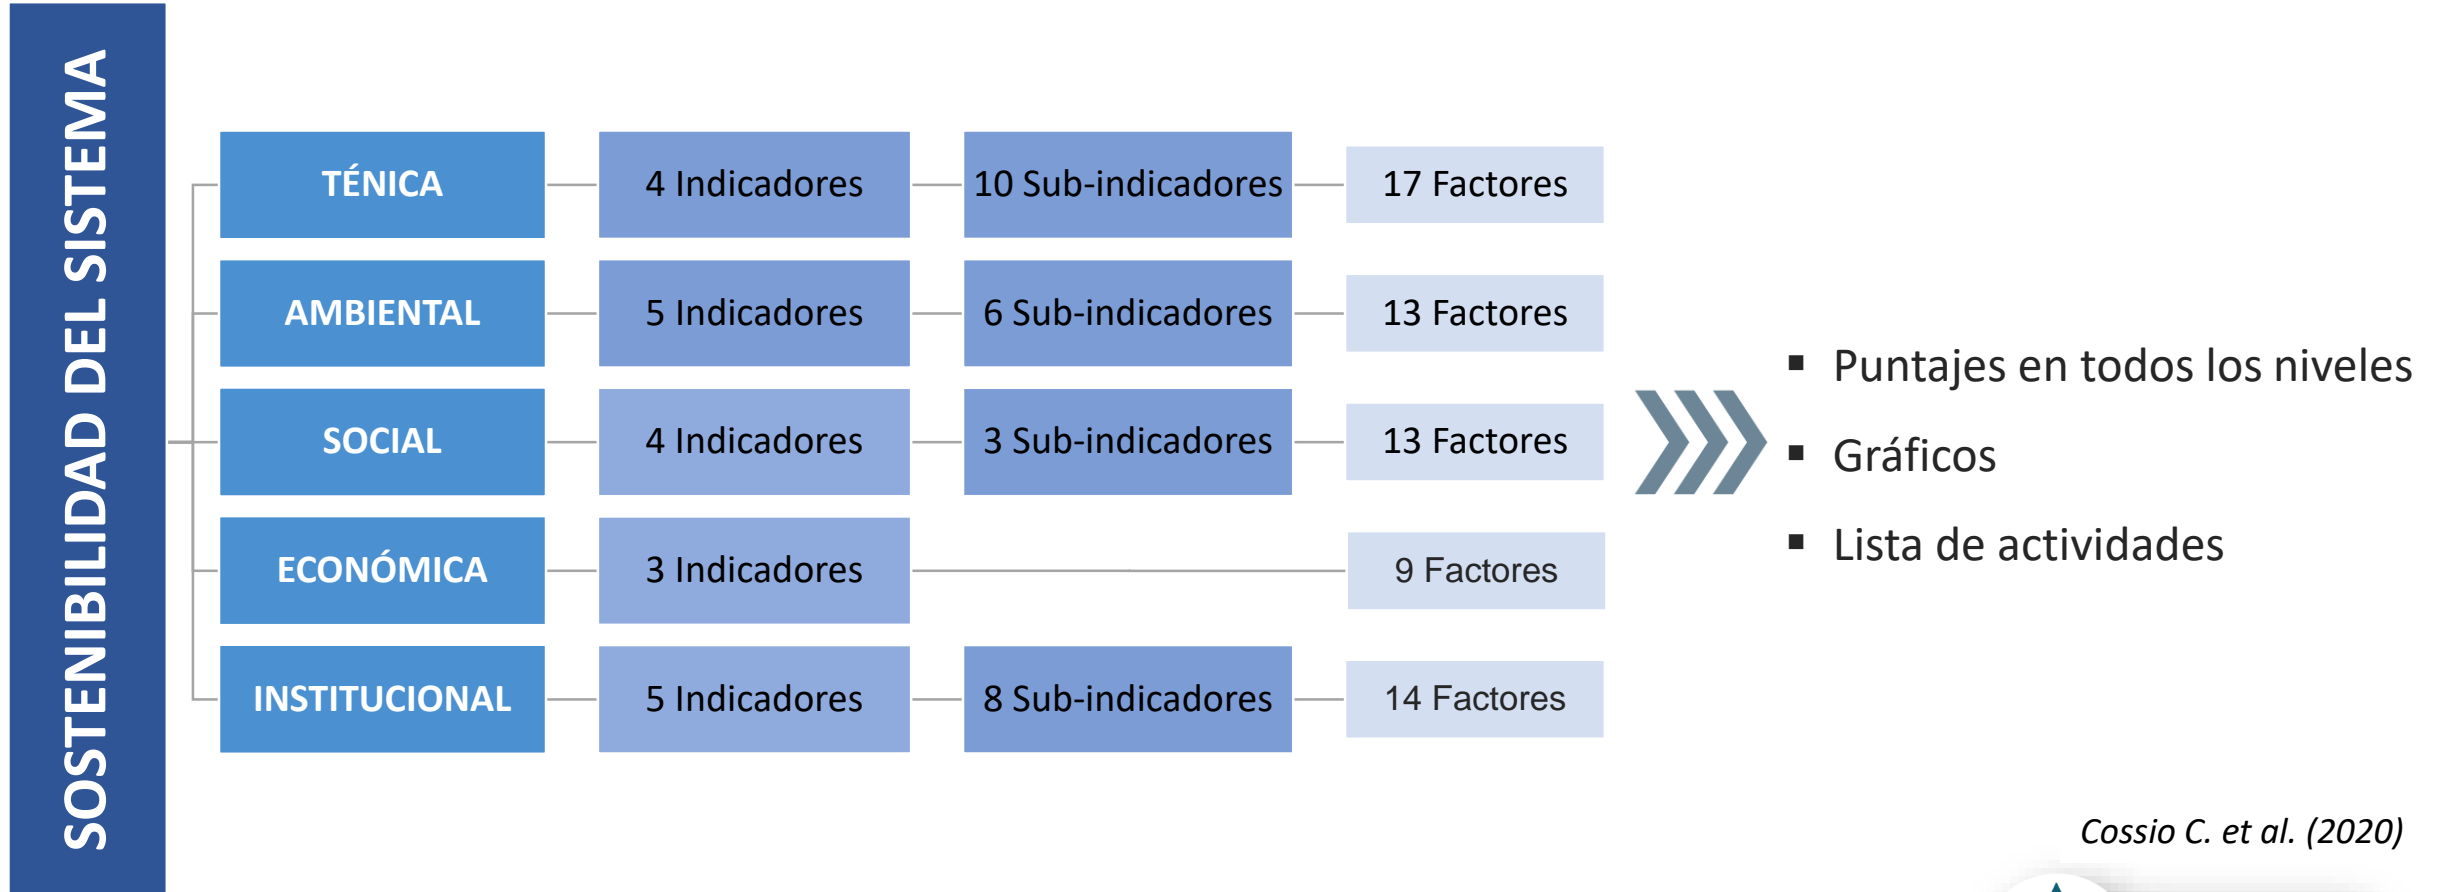 SOSTENIBILIDAD DEL SISTEMA
TÉNICA
4 Indicadores
10 Sub-indicadores
17 Factores
AMBIENTAL
5 Indicadores
6 Sub-indicadores
13 Factores
SOCIAL
4 Indicadores
3 Sub-indicadores
13 Factores
ECONÓMICA
3 Indicadores
9 Factores
INSTITUCIONAL
5 Indicadores
8 Sub-indicadores
14 Factores
▪ Puntajes en todos los niveles
▪ Gráficos
▪ Lista de actividades
Cossio C. et al. (2020)